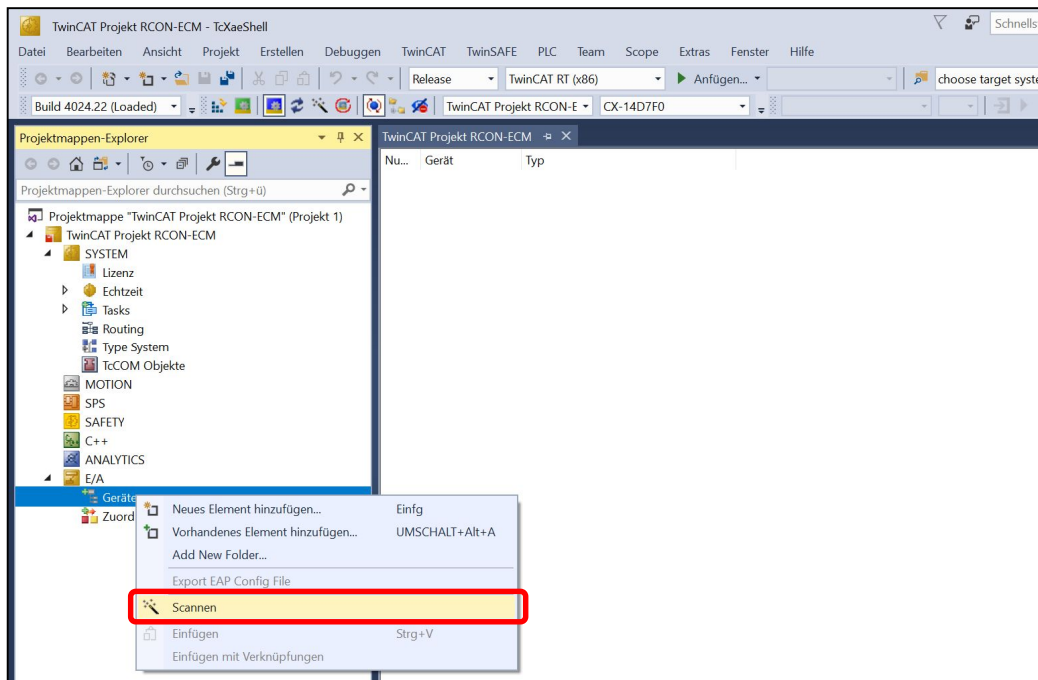 TwinCAT Projekt RCON-ECM - TcXaeShell
Schnells
Datei Bearbeiten Ansicht Projekt Erstellen Debuggen TwinCAT TwinSAFE PLC Team Scope Extras Fenster Hilfe
Release TwinCAT RT (x86) Anfügen... choose target syste
Build 4024.22 (Loaded) TwinCAT Projekt RCON-E CX-14D7F0
Projektmappen-Explorer
TwinCAT Projekt RCON-ECM
Nu... Gerät Typ
Projektmappen-Explorer durchsuchen (Strg+ü)
Projektmappe "TwinCAT Projekt RCON-ECM" (Projekt 1)
TwinCAT Projekt RCON-ECM
SYSTEM
Lizenz
Echtzeit
Tasks
Routing
Type System
TcCOM Objekte
MOTION
SPS
SAFETY
C++
ANALYTICS
E/A
Geräte
Zuord
Neues Element hinzufügen... Einfg
Vorhandenes Element hinzufügen... UMSCHALT+Alt+A
Add New Folder...
Export EAP Config File
Scannen
Einfügen Strg+V
Einfügen mit Verknüpfungen